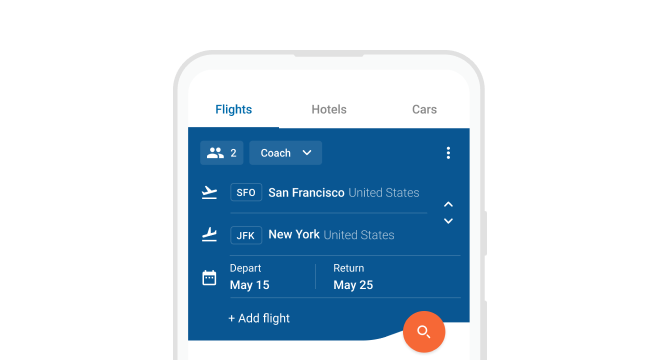 Flights Hotels Cars
2 Coach
SFO San Francisco United States
JFK New York United States
Depart Return
May 15 May 25
+ Add flight